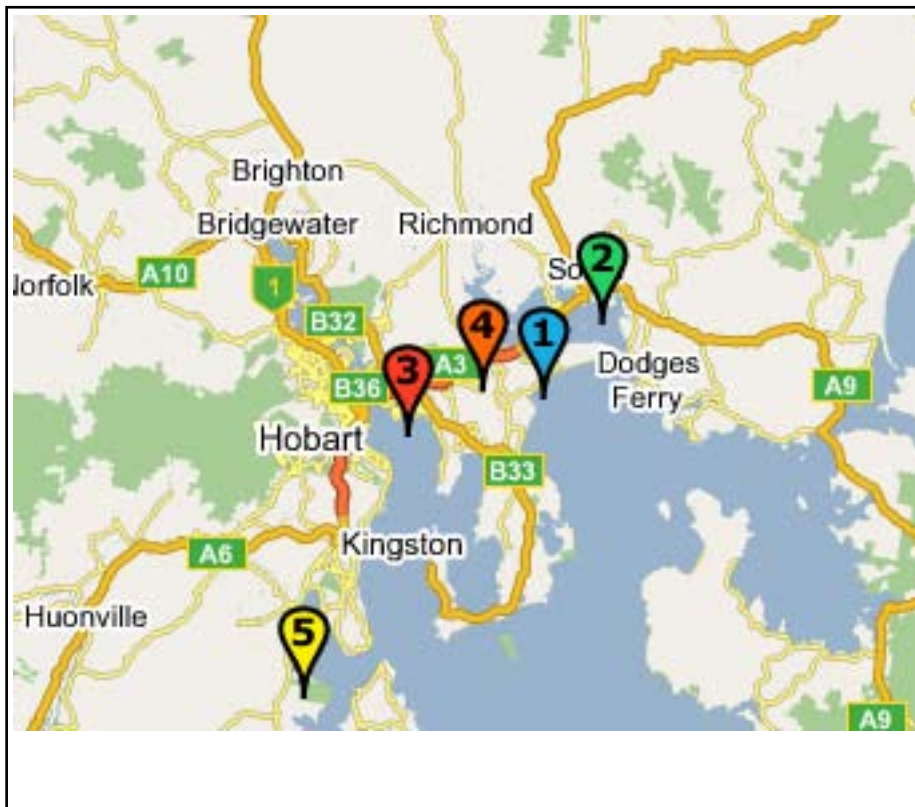 Brighton
Bridgewater
Richmond
So
2
Norfolk
A10
1
B32
4
1
3
A3
B36
Dodges
Ferry
A9
Hobart
B33
Kingston
A6
Huonville
5
A9